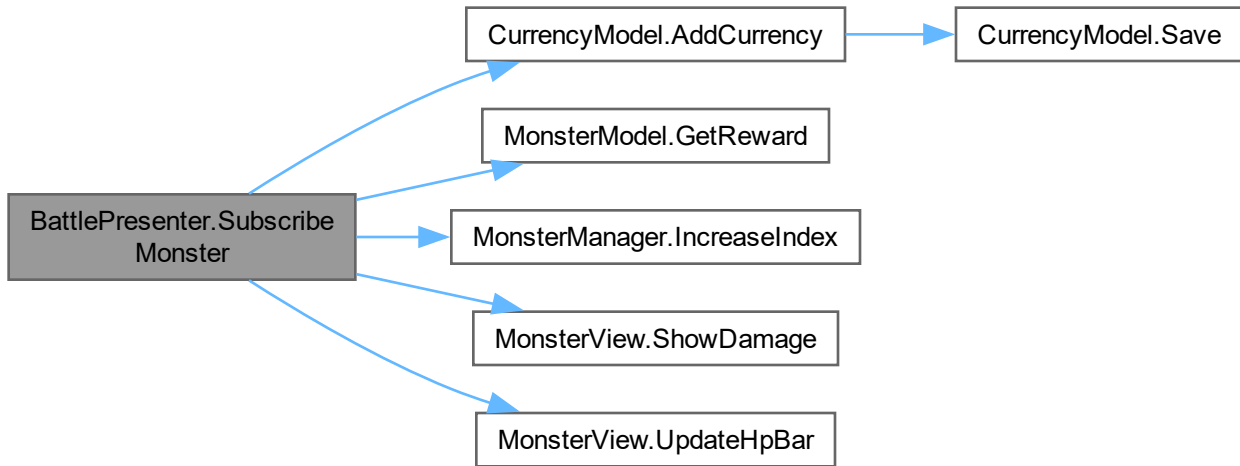 CurrencyModel.AddCurrency
CurrencyModel.Save
MonsterModel.GetReward
BattlePresenter.Subscribe
Monster
MonsterManager.IncreaseIndex
MonsterView.ShowDamage
MonsterView.UpdateHpBar